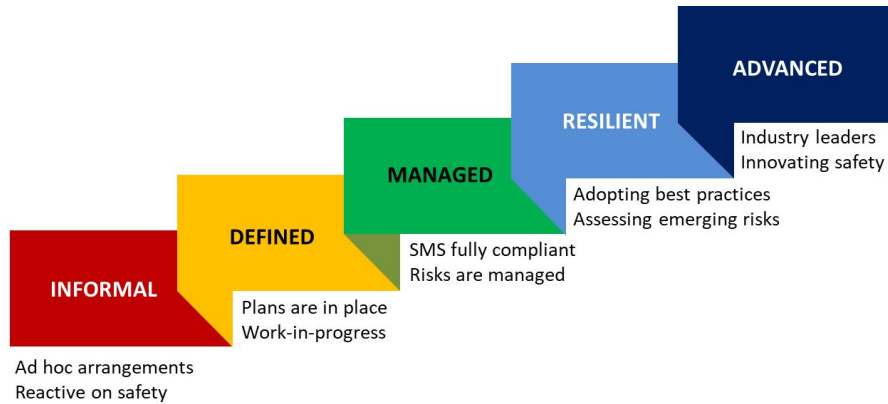 INFORMAL
Ad hoc arrangements
Reactive on safety
DEFINED
Plans are in place
Work-in-progress
MANAGED
SMS fully compliant
Risks are managed
RESILIENT
Adopting best practices
Assessing emerging risks
ADVANCED
Industry leaders
Innovating safety